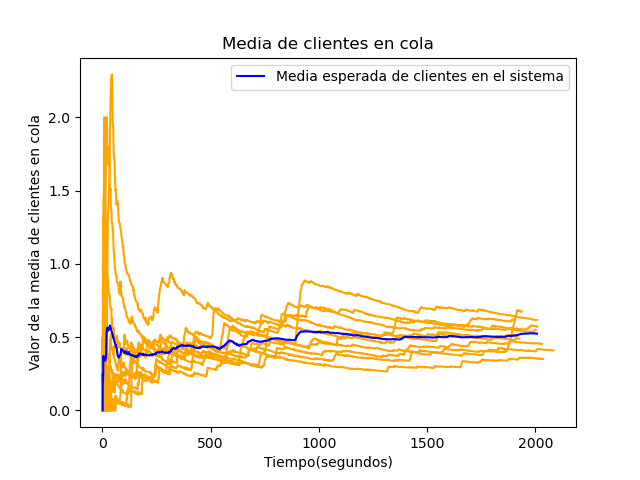 Media de clientes en cola
Media esperada de clientes en el sistema
Valor de la media de clientes en cola
2.0
1.5
1.0
0.5
0.0
0
500
1000
1500
2000
Tiempo(segundos)